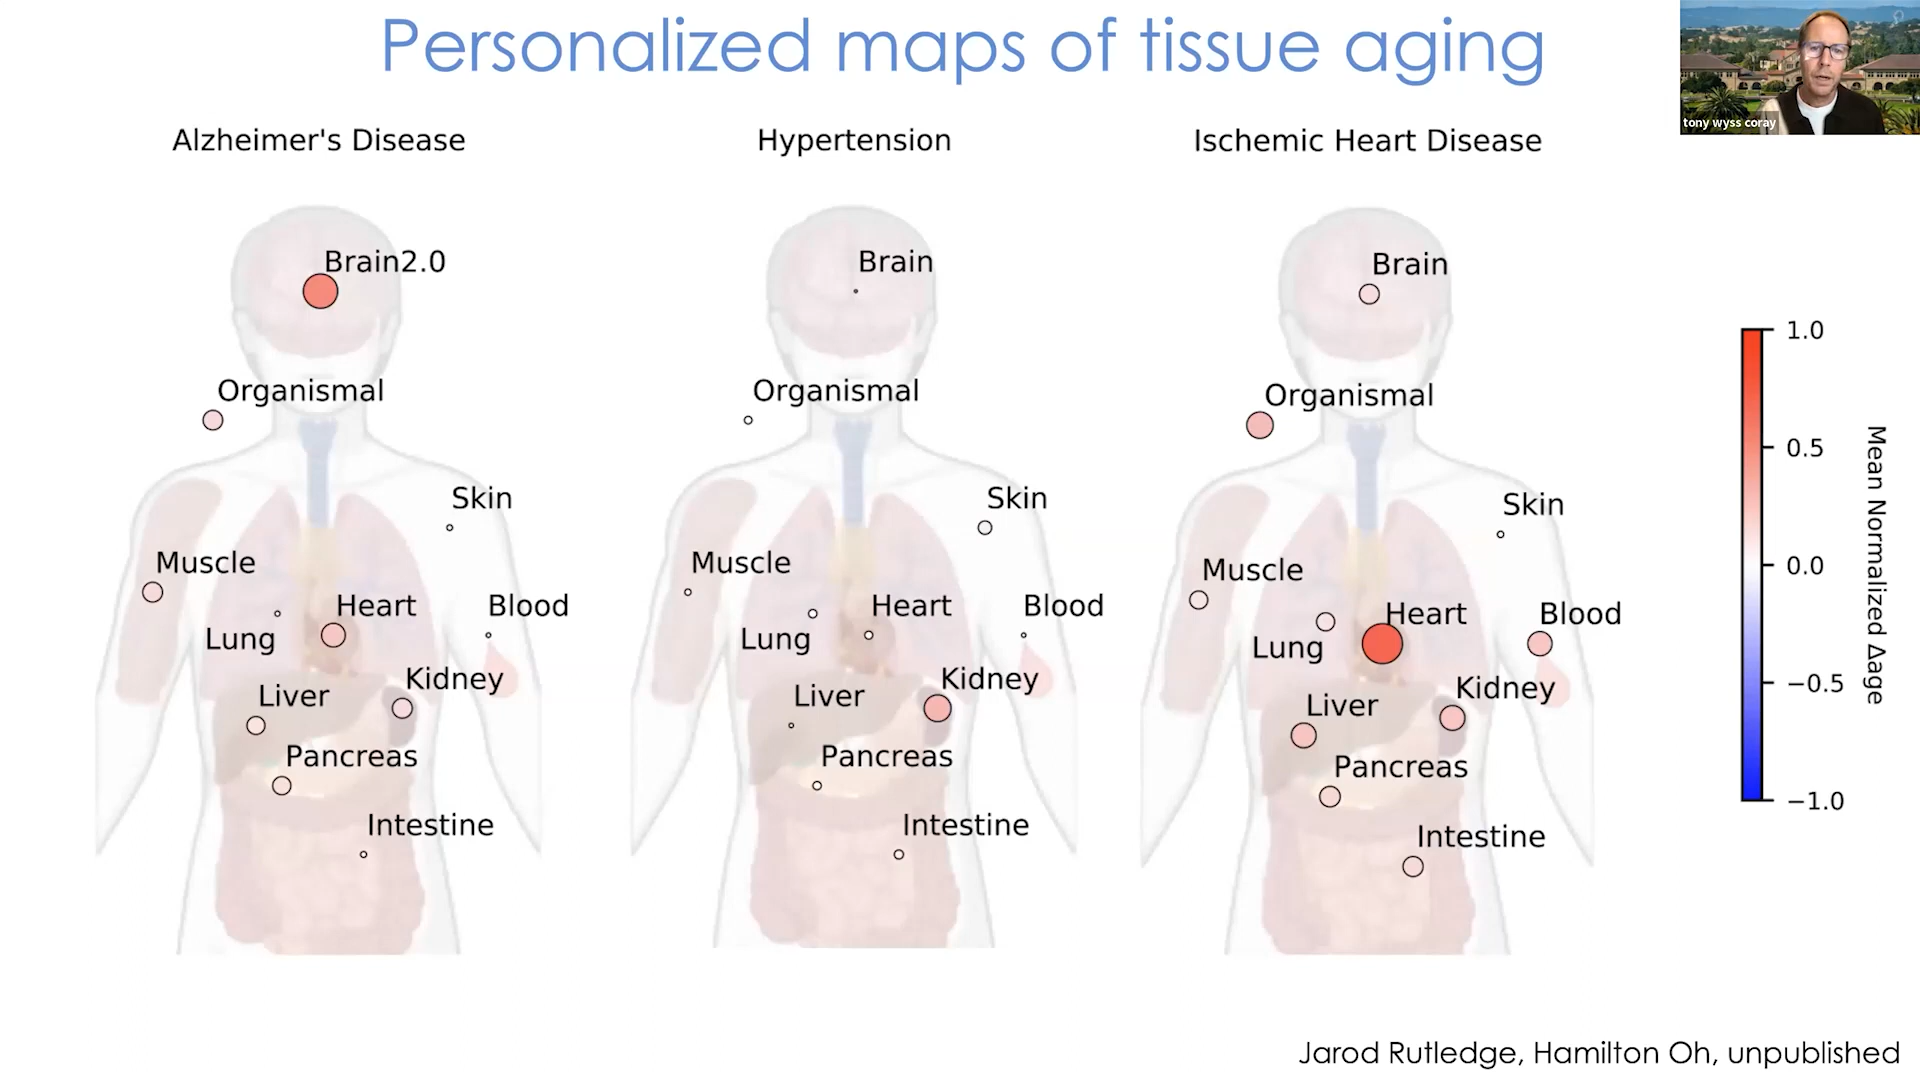 Personalized maps of tissue aging
tony wyss coray
Alzheimer's Disease
Brain2.0
Organismal
Skin
Muscle
Heart
Blood
Lung
Kidney
Liver
Pancreas
Intestine
Hypertension
Brain
Organismal
Skin
Muscle
Heart
Blood
Lung
Kidney
Liver
Pancreas
Intestine
Ischemic Heart Disease
Brain
Organismal
Skin
Muscle
Heart
Blood
Lung
Kidney
Liver
Pancreas
Intestine
1.0
0.5
0.0
−0.5
−1.0
Mean Normalized Δage
Jarod Rutledge, Hamilton Oh, unpublished